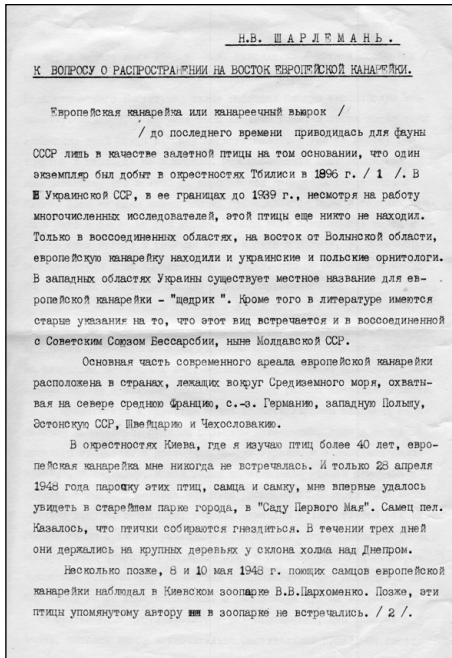 Н.В. ШАРЛЕМАНЬ.
К ВОПРОСУ О РАСПРОСТРАНЕНИИ НА ВОСТОК ЕВРОПЕЙСКОЙ КАНАРЕЙКИ.
Европейская канарейка или канареечный вьюрок /
/ до последнего времени приводидась для фауны
СССР лишь в качестве залетной птицы на том основании, что один
экземпляр был добыт в окрестностях Тбилиси в 1896 г. / 1 /. В
Украинской ССР, в ее границах до 1939 г., несмотря на работу
многочисленных исследователей, этой птицы еще никто не находил.
Только в воссоединенных областях, на восток от Волынской области,
европейскую канарейку находили и украинские и польские орнитологи.
В западных областях Украины существует местное название для ев-
ропейской канарейки - "щедрик ". Кроме того в литературе имеются
старые указания на то, что этот вид встречается и в воссоединенной
с Советским Союзом Бессарбии, ныне Молдавской ССР.
Основная часть современного ареала европейской канарейки
расположена в странах, лежащих вокруг Средиземного моря, охваты-
вая на севере среднюю Францию, с.-з. Германию, западную Польшу,
Эстонскую ССР, Швейцарию и Чехословакию.
В окрестностях Киева, где я изучаю птиц более 40 лет, евро-
пейская канарейка мне никогда не встречалась. И только 28 апреля
1948 года парочку этих птиц, самца и самку, мне впервые удалось
увидеть в старейшем парке города, в "Саду Первого Мая". Самец пел.
Казалось, что птички собираются гнездиться. В течении трех дней
они держались на крупных деревьях у склона холма над Днепром.
Несколько позже, 8 и 10 мая 1948 г. поющих самцов европейской
канарейки наблюдал в Киевском зоопарке В.В.Пархоменко. Позже, эти
птицы упомянутому автору в зоопарке не встречались. / 2 /.